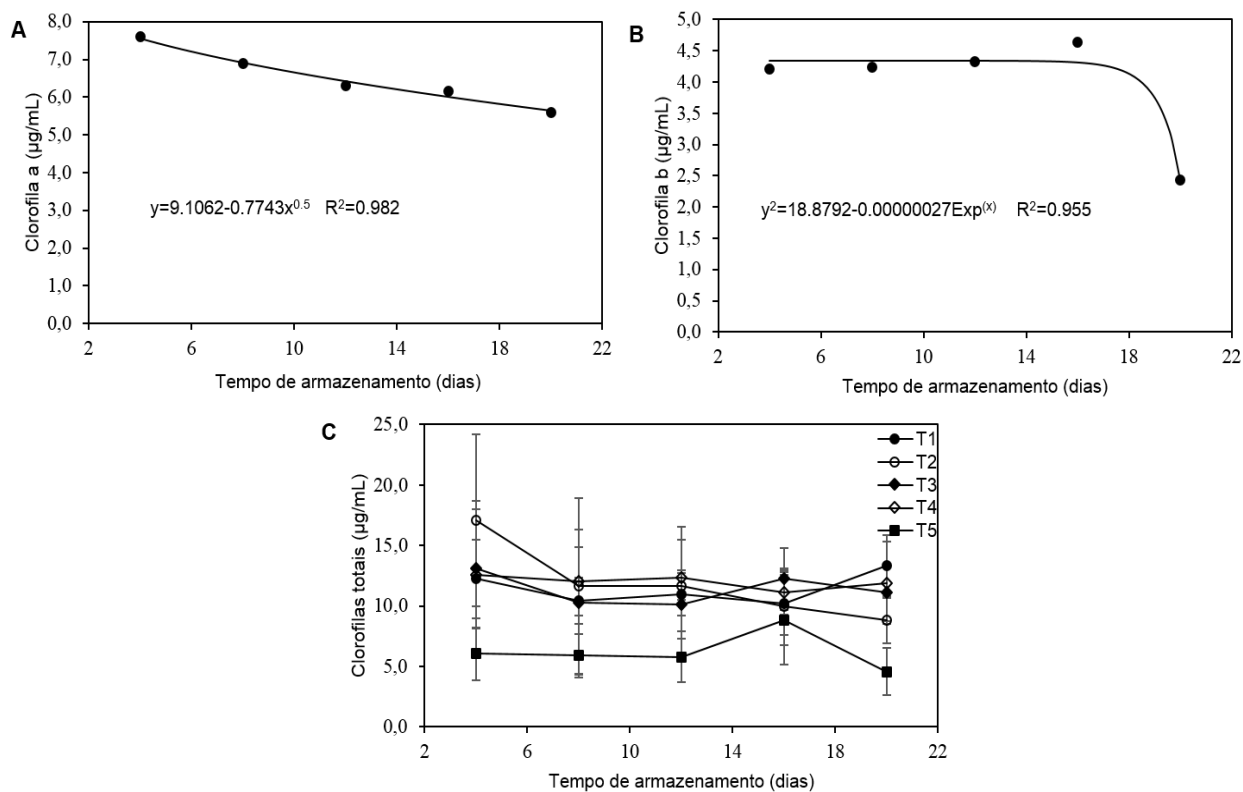 A
8,0
7,0
6,0
5,0
4,0
3,0
2,0
1,0
0,0
Clorofila a (µg/mL)
y=9.1062-0.7743x^0.5 R²=0.982
2 6 10 14 18 22
Tempo de armazenamento (dias)
B
5,0
4,5
4,0
3,5
3,0
2,5
2,0
1,5
1,0
0,5
0,0
Clorofila b (µg/mL)
y²=18.8792-0.00000027Exp^(x) R²=0.955
2 6 10 14 18 22
Tempo de armazenamento (dias)
C
25,0
20,0
15,0
10,0
5,0
0,0
Clorofilas totais (µg/mL)
T1
T2
T3
T4
T5
2 6 10 14 18 22
Tempo de armazenamento (dias)